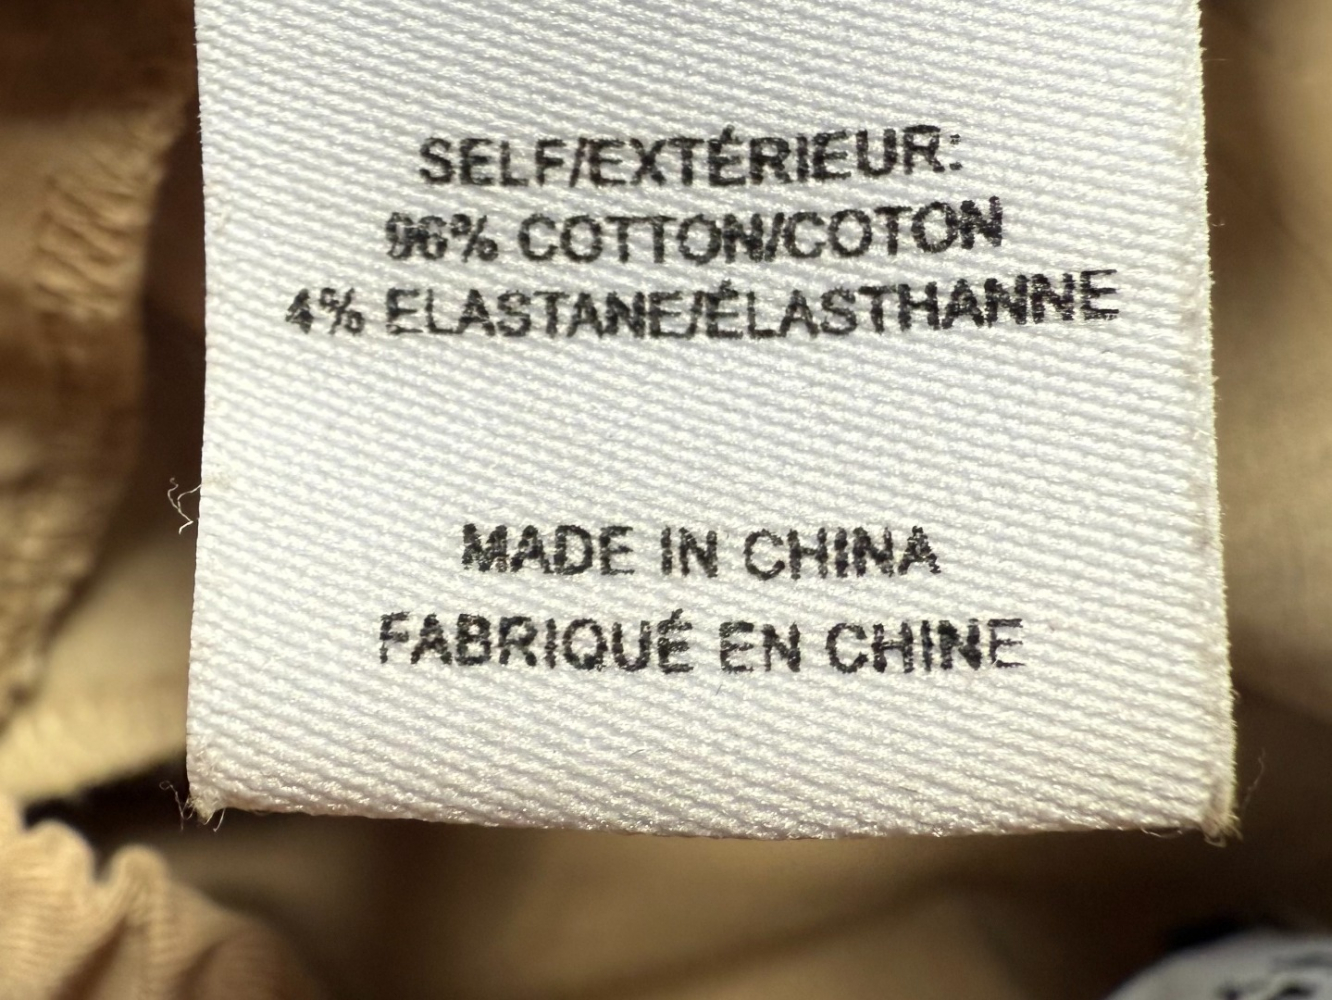 SELF/EXTÉRIEUR:
96% COTTON/COTON
4% ELASTANE/ÉLASTHANNE
MADE IN CHINA
FABRIQUÉ EN CHINE